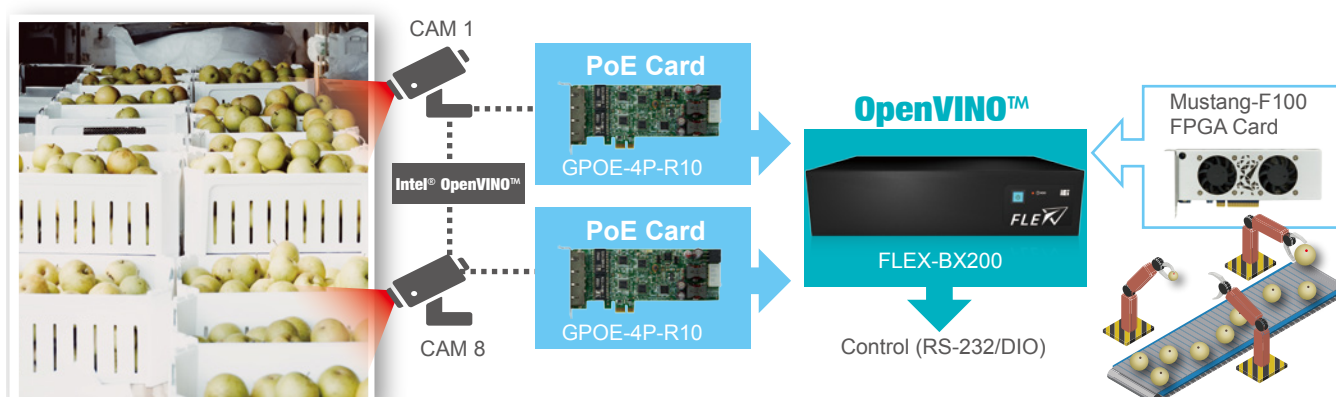 CAM 1
Intel® OpenVINO™
CAM 8
PoE Card
GPOE-4P-R10
PoE Card
GPOE-4P-R10
OpenVINO™
FLEX
FLEX-BX200
Control (RS-232/DIO)
Mustang-F100
FPGA Card